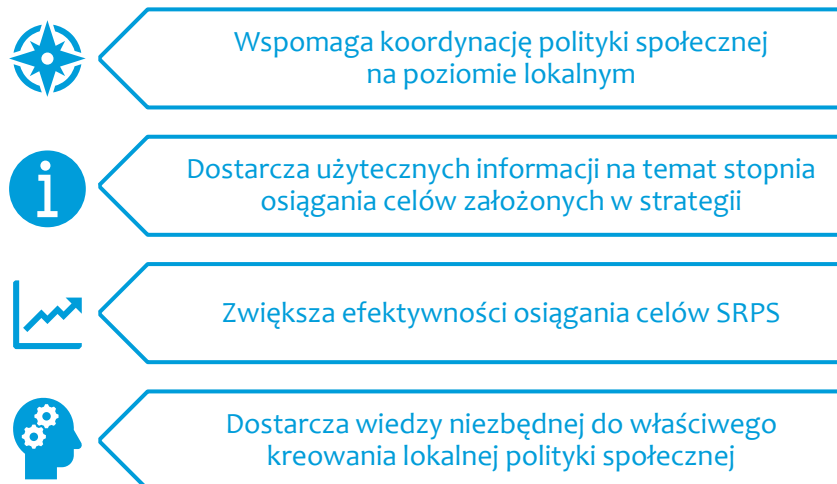 Wspomaga koordynację polityki społecznej
na poziomie lokalnym
Dostarcza użytecznych informacji na temat stopnia
osiągania celów założonych w strategii
Zwiększa efektywności osiągania celów SRPS
Dostarcza wiedzy niezbędnej do właściwego
kreowania lokalnej polityki społecznej